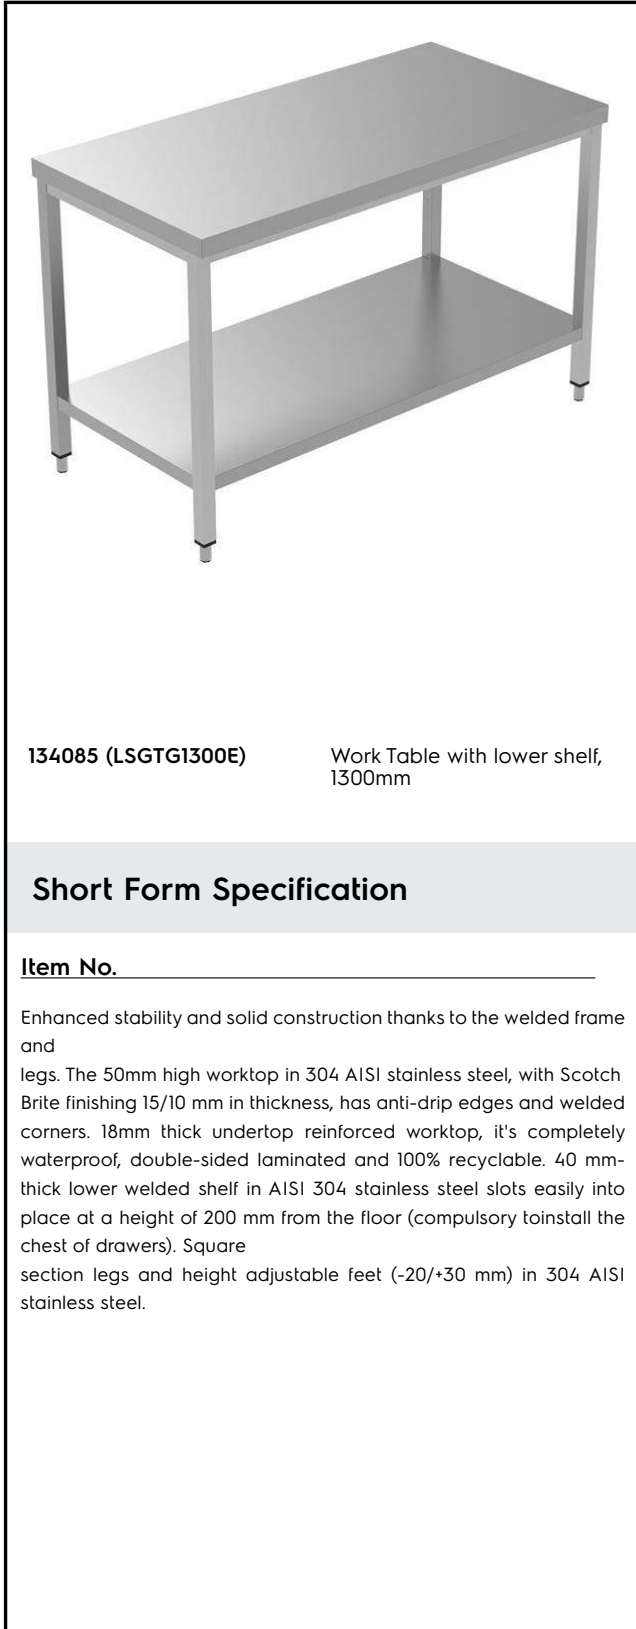 134085 (LSGTG1300E)
Work Table with lower shelf,
1300mm
Short Form Specification
Item No.
Enhanced stability and solid construction thanks to the welded frame
and
legs. The 50mm high worktop in 304 AISI stainless steel, with Scotch
Brite finishing 15/10 mm in thickness, has anti-drip edges and welded
corners. 18mm thick undertop reinforced worktop, it's completely
waterproof, double-sided laminated and 100% recyclable. 40 mm-
thick lower welded shelf in AISI 304 stainless steel slots easily into
place at a height of 200 mm from the floor (compulsory toinstall the
chest of drawers). Square
section legs and height adjustable feet (-20/+30 mm) in 304 AISI
stainless steel.